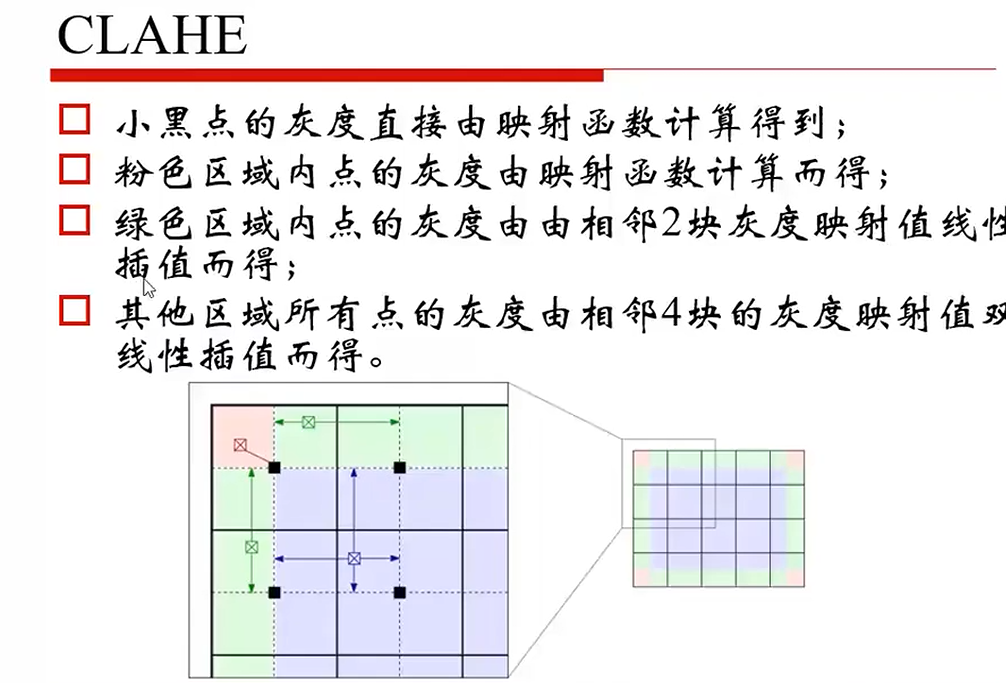 CLAHE
小黑点的灰度直接由映射函数计算得到；
粉色区域内点的灰度由映射函数计算而得；
绿色区域内点的灰度由由相邻2块灰度映射值线性
插值而得；
其他区域所有点的灰度由相邻4块的灰度映射值双
线性插值而得。